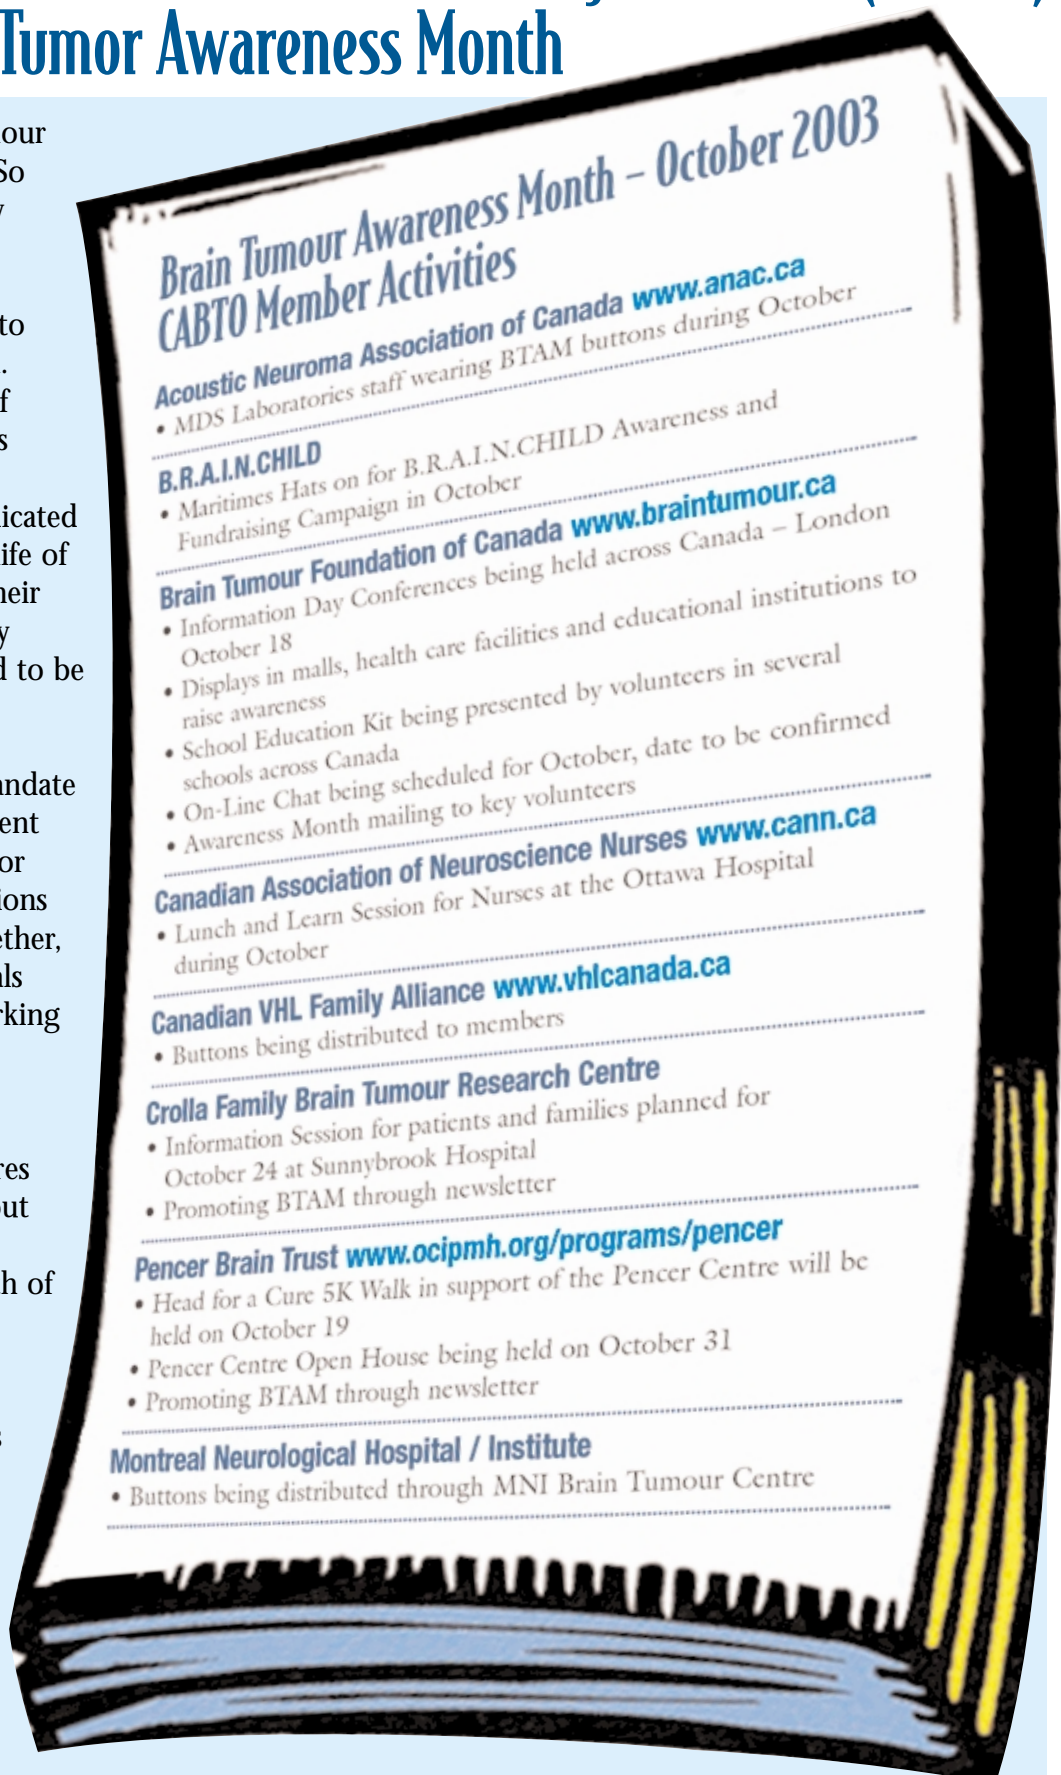 Tumor Awareness Month
our
So
to
.
f
s
icated
ife of
heir
y
d to be
andate
ent
or
ions
ether,
als
rking
res
out
h of
s
Brain Tumour Awareness Month – October 2003
CABTO Member Activities
Acoustic Neuroma Association of Canada www.anac.ca
• MDS Laboratories staff wearing BTAM buttons during October
B.R.A.I.N.CHILD
• Maritimes Hats on for B.R.A.I.N.CHILD Awareness and
Fundraising Campaign in October
Brain Tumour Foundation of Canada www.braintumour.ca
• Information Day Conferences being held across Canada – London
October 18
• Displays in malls, health care facilities and educational institutions to
raise awareness
• School Education Kit being presented by volunteers in several
schools across Canada
• On-Line Chat being scheduled for October, date to be confirmed
• Awareness Month mailing to key volunteers
Canadian Association of Neuroscience Nurses www.cann.ca
• Lunch and Learn Session for Nurses at the Ottawa Hospital
during October
Canadian VHL Family Alliance www.vhlcanada.ca
• Buttons being distributed to members
Crolla Family Brain Tumour Research Centre
• Information Session for patients and families planned for
October 24 at Sunnybrook Hospital
• Promoting BTAM through newsletter
Pencer Brain Trust www.ocipmh.org/programs/pencer
• Head for a Cure 5K Walk in support of the Pencer Centre will be
held on October 19
• Pencer Centre Open House being held on October 31
• Promoting BTAM through newsletter
Montreal Neurological Hospital / Institute
• Buttons being distributed through MNI Brain Tumour Centre